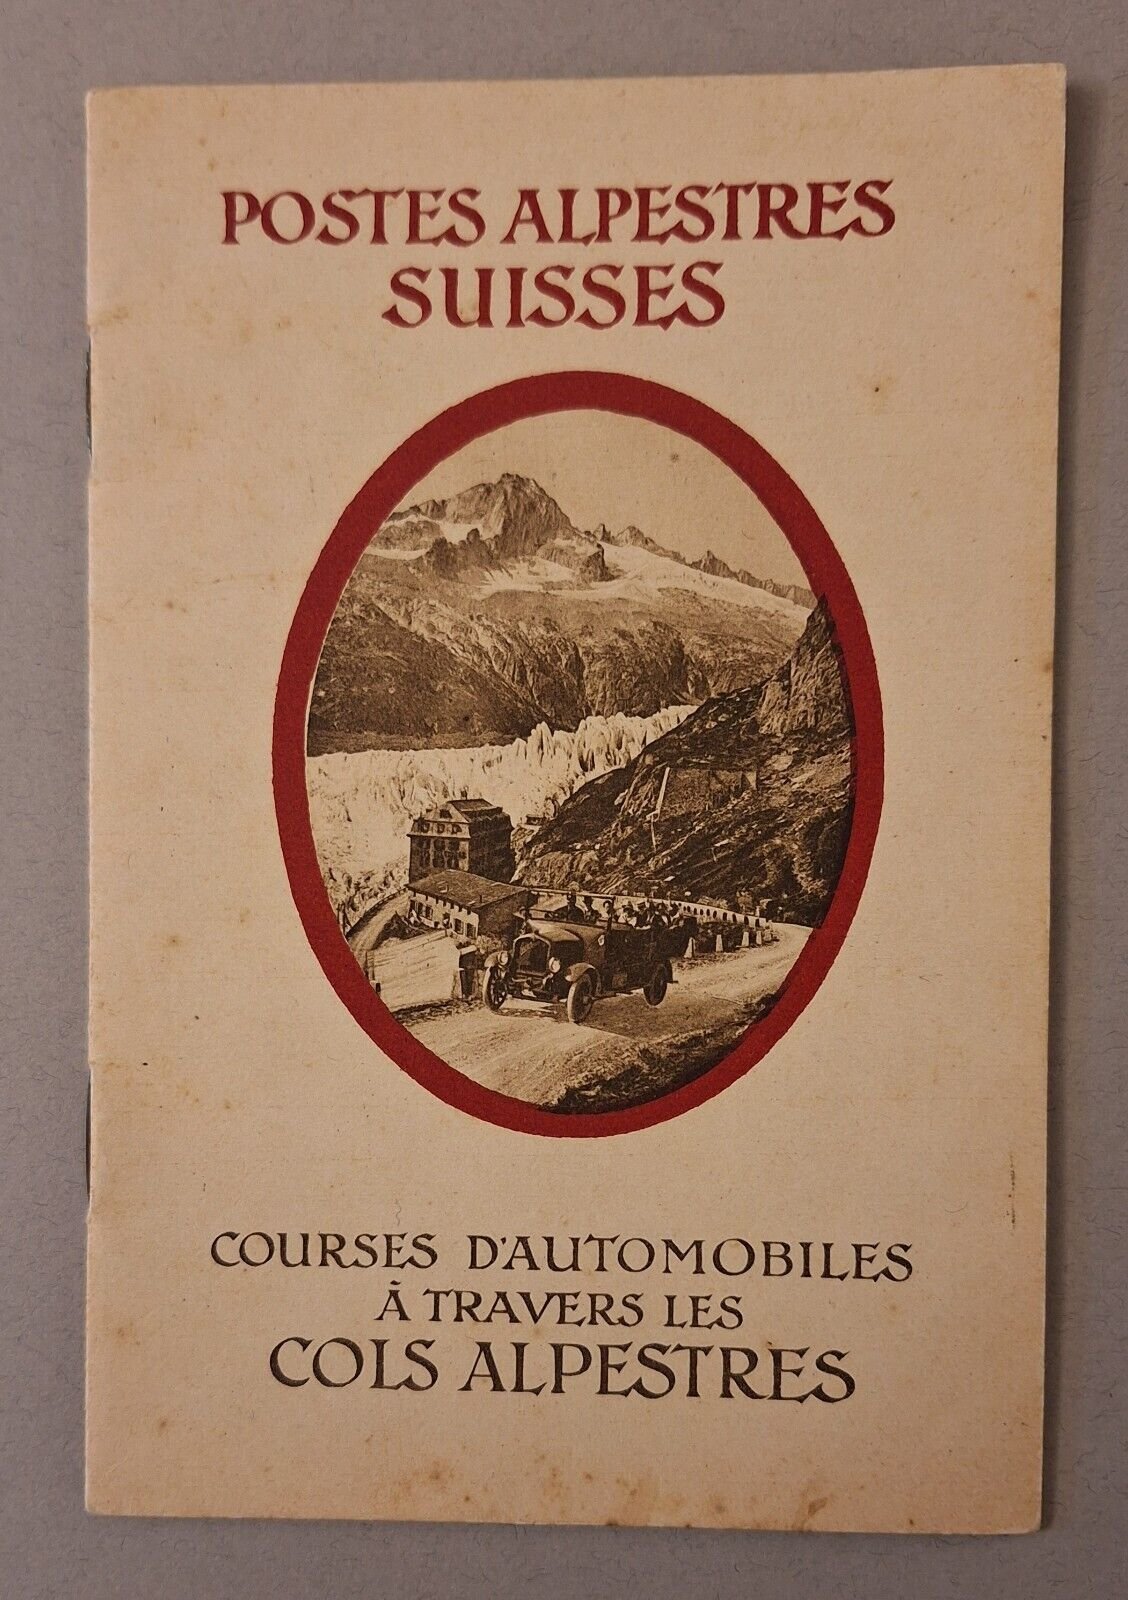 POSTES ALPESTRES
SUISSES
COURSES D'AUTOMOBILES
À TRAVERS LES
COLS ALPESTRES